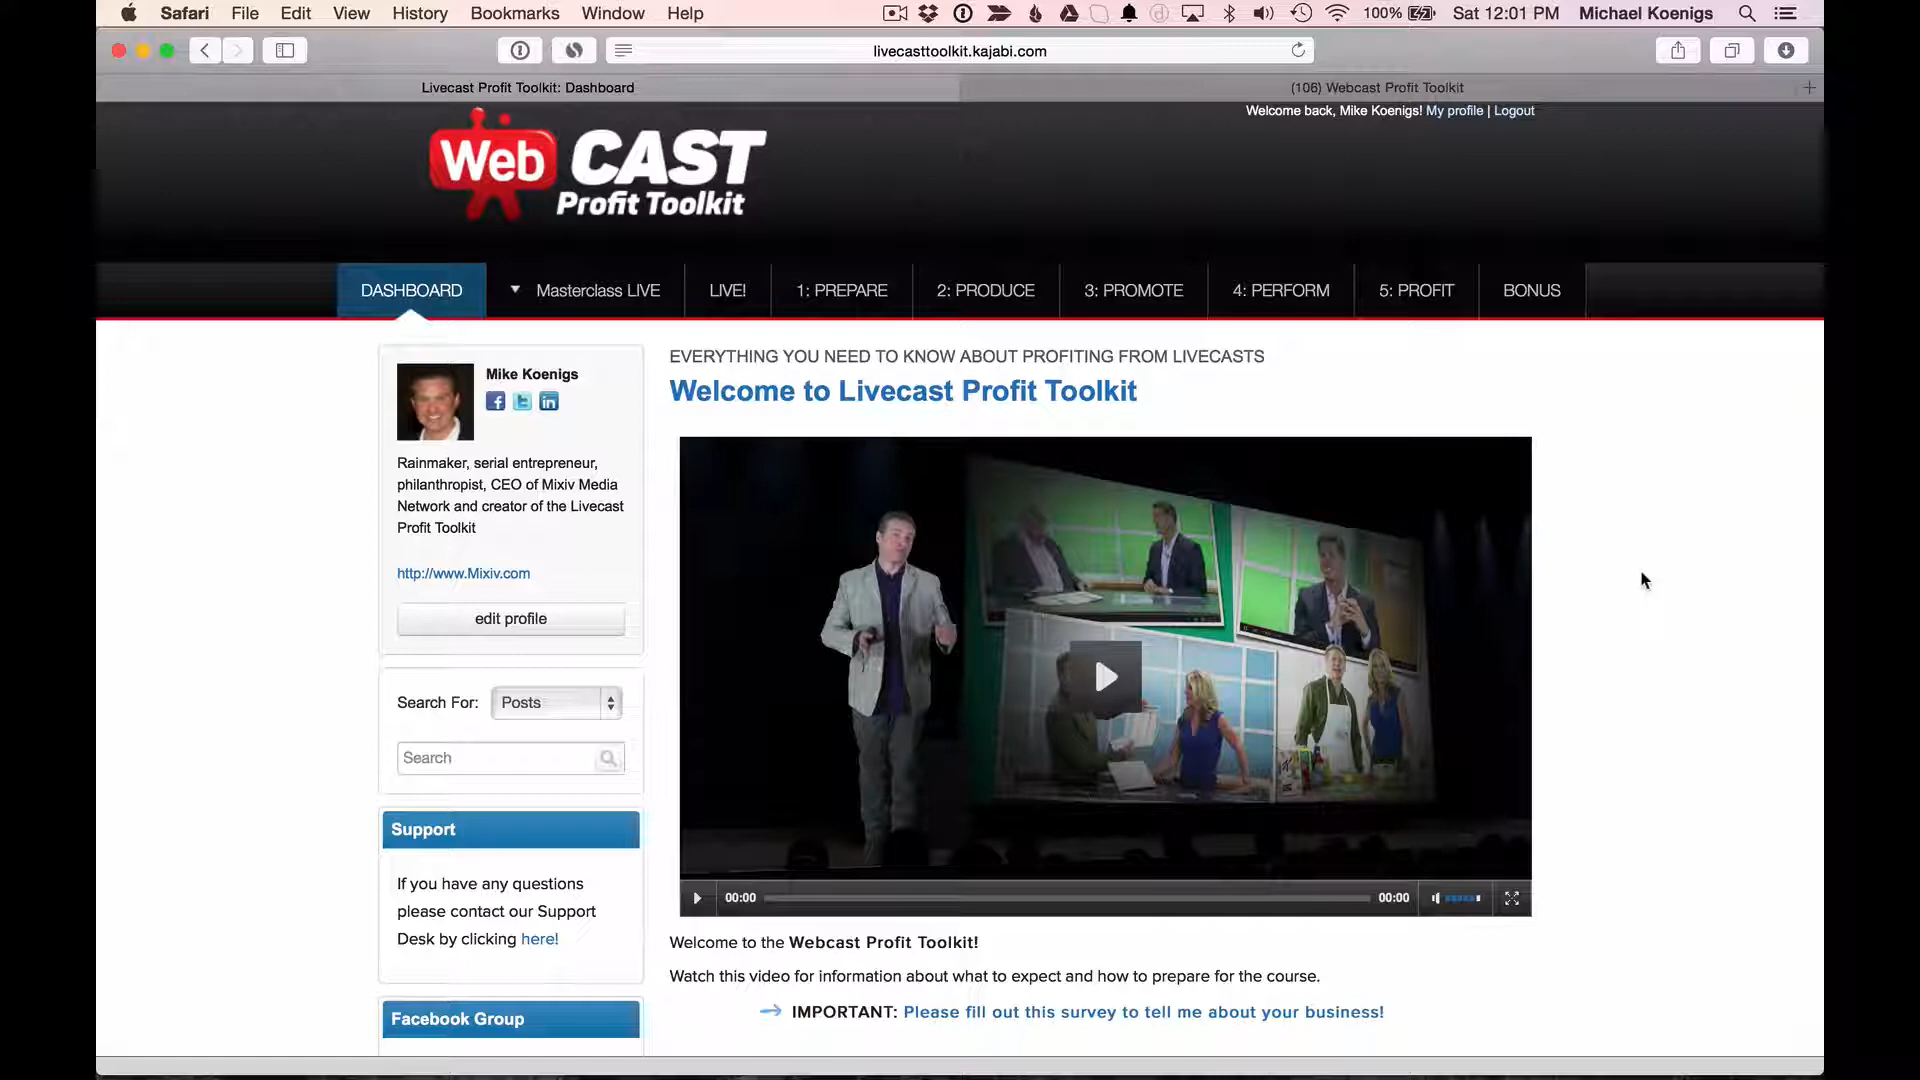 Safari File Edit View History Bookmarks Window Help 100% Sat 12:01 PM Michael Koenigs
livecasttoolkit.kajabi.com
Livecast Profit Toolkit: Dashboard
(106) Webcast Profit Toolkit
Welcome back, Mike Koenigs! My profile | Logout
Web CAST
Profit Toolkit
DASHBOARD Masterclass LIVE LIVE! 1: PREPARE 2: PRODUCE 3: PROMOTE 4: PERFORM 5: PROFIT BONUS
Mike Koenigs
Rainmaker, serial entrepreneur,
philanthropist, CEO of Mixiv Media
Network and creator of the Livecast
Profit Toolkit
http://www.Mixiv.com
edit profile
Search For: Posts
Search
Support
If you have any questions
please contact our Support
Desk by clicking here!
Facebook Group
EVERYTHING YOU NEED TO KNOW ABOUT PROFITING FROM LIVECASTS
Welcome to Livecast Profit Toolkit
00:00 00:00
Welcome to the Webcast Profit Toolkit!
Watch this video for information about what to expect and how to prepare for the course.
IMPORTANT: Please fill out this survey to tell me about your business!